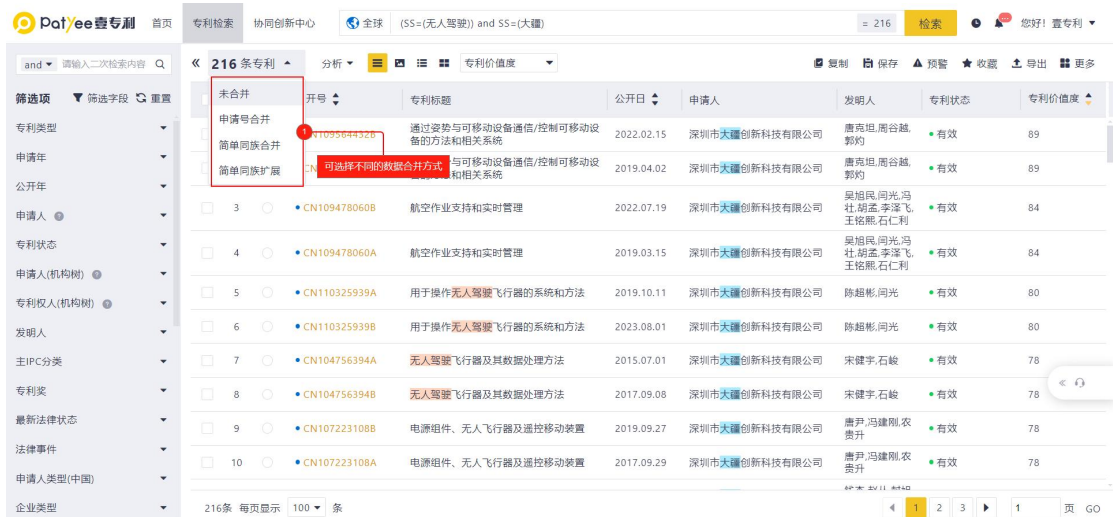 Patyee壹专利 首页 专利检索 协同创新中心 全球 (SS=(无人驾驶)) and SS=(大疆) = 216 检索 您好！壹专利
and 请输入二次检索内容 216 条专利 分析 专利价值度 复制 保存 预警 收藏 导出 更多
筛选项 筛选字段 重置
专利类型
申请年
公开年
申请人
专利状态
申请人(机构树)
专利权人(机构树)
发明人
主IPC分类
专利奖
最新法律状态
法律事件
申请人类型(中国)
企业类型
未合并
申请号合并
简单同族合并
简单同族扩展
1
可选择不同的数据合并方式
开号 专利标题 公开日 申请人 发明人 专利状态 专利价值度
CN109564432B 通过姿势与可移动设备通信/控制可移动设备的方法和相关系统 2022.02.15 深圳市大疆创新科技有限公司 唐克坦,周谷越,郭灼 有效 89
与可移动设备通信/控制可移动设 2019.04.02 深圳市大疆创新科技有限公司 唐克坦,周谷越,郭灼 有效 89
3 CN109478060B 航空作业支持和实时管理 2022.07.19 深圳市大疆创新科技有限公司 吴旭民,闫光,冯壮,胡孟,李泽飞,王铭熙,石仁利 有效 84
4 CN109478060A 航空作业支持和实时管理 2019.03.15 深圳市大疆创新科技有限公司 吴旭民,闫光,冯壮,胡孟,李泽飞,王铭熙,石仁利 有效 84
5 CN110325939A 用于操作无人驾驶飞行器的系统和方法 2019.10.11 深圳市大疆创新科技有限公司 陈超彬,闫光 有效 80
6 CN110325939B 用于操作无人驾驶飞行器的系统和方法 2023.08.01 深圳市大疆创新科技有限公司 陈超彬,闫光 有效 80
7 CN104756394A 无人驾驶飞行器及其数据处理方法 2015.07.01 深圳市大疆创新科技有限公司 宋健宇,石峻 有效 78
8 CN104756394B 无人驾驶飞行器及其数据处理方法 2017.09.08 深圳市大疆创新科技有限公司 宋健宇,石峻 有效 78
9 CN107223108B 电源组件、无人飞行器及遥控移动装置 2019.09.27 深圳市大疆创新科技有限公司 唐尹,冯建刚,农贵升 有效 78
10 CN107223108A 电源组件、无人飞行器及遥控移动装置 2017.09.29 深圳市大疆创新科技有限公司 唐尹,冯建刚,农贵升 有效 78
216条 每页显示 100 条 1 2 3 1 页 GO